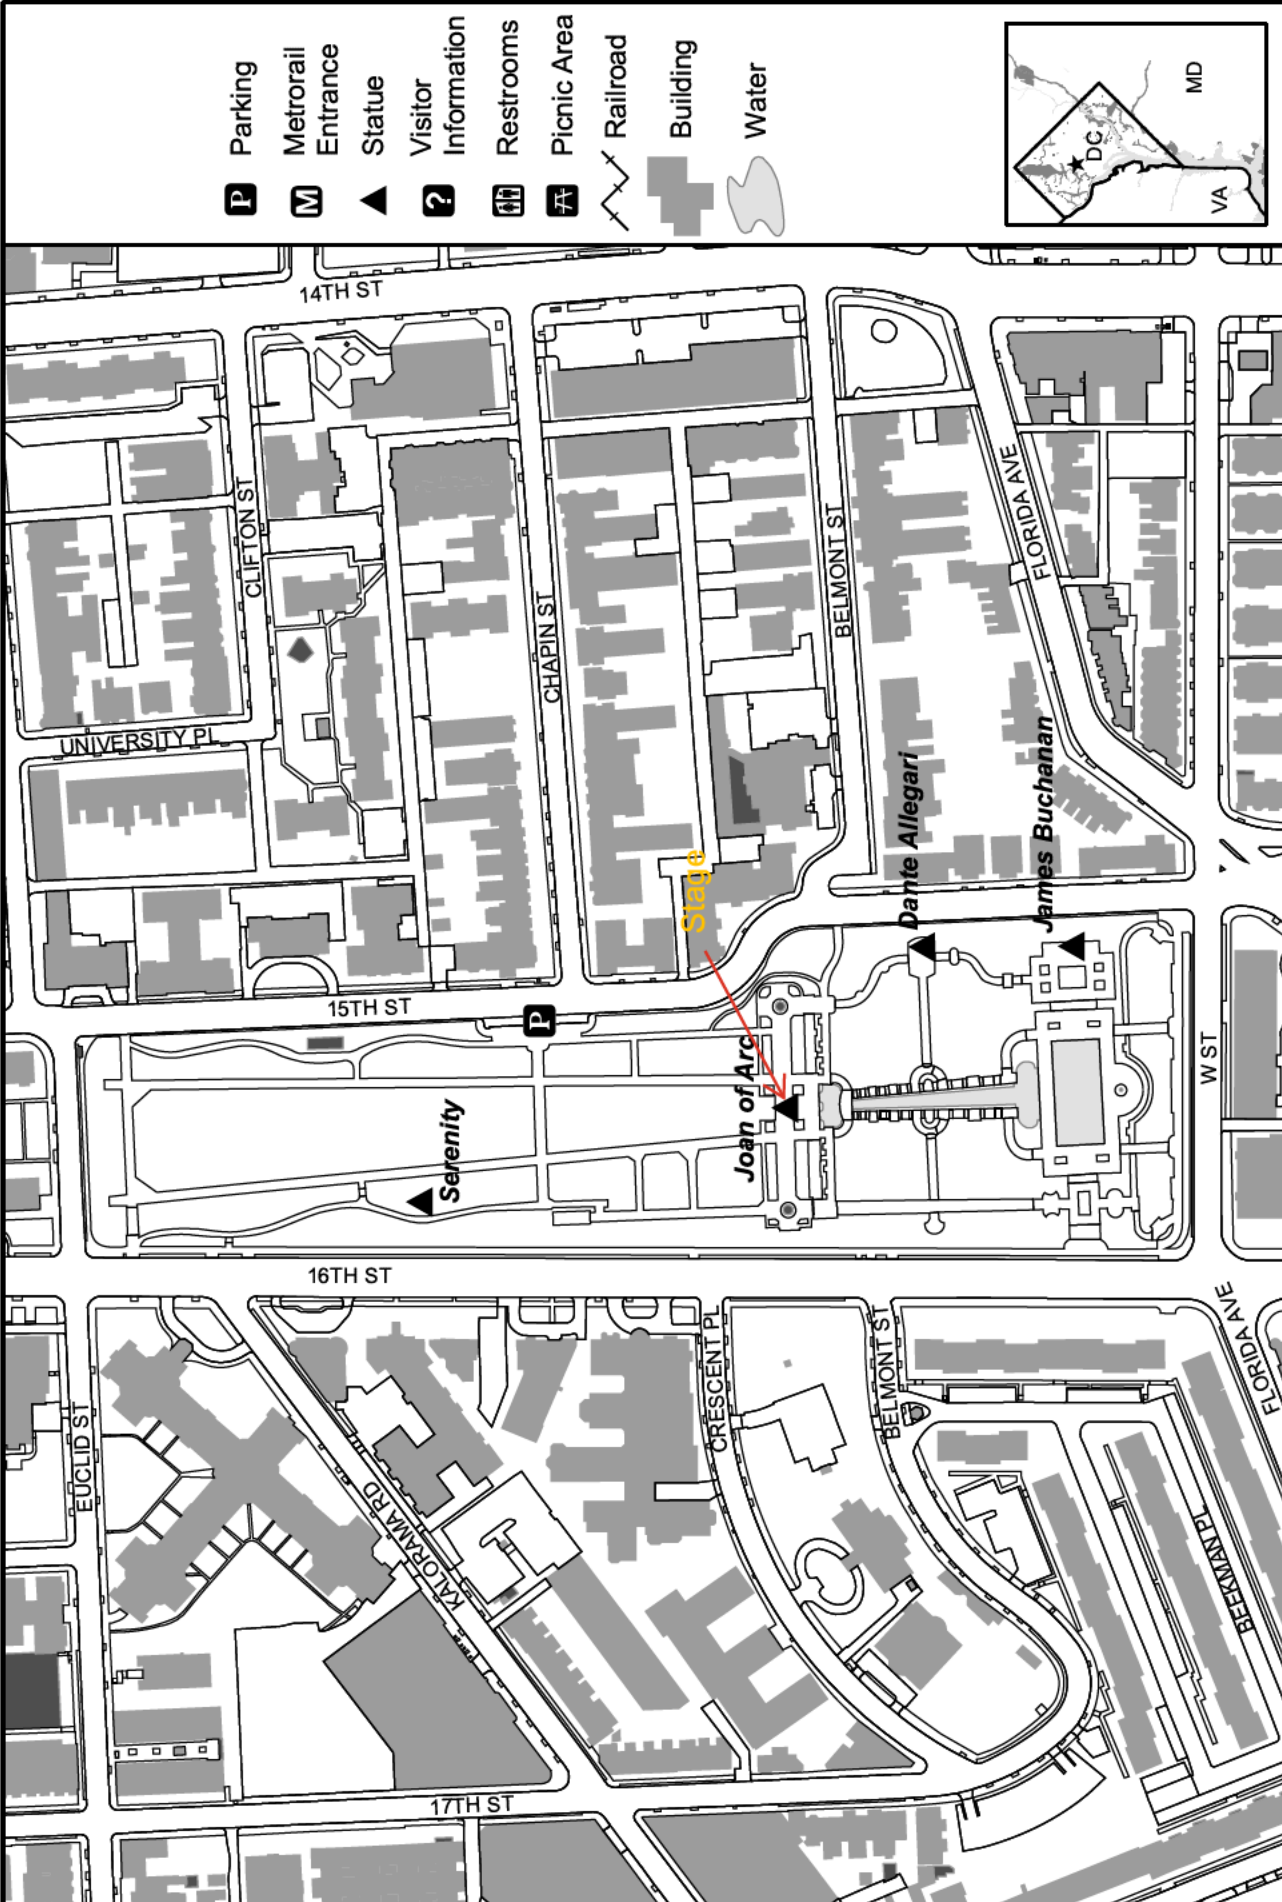 Parking
Metrorail
Entrance
Statue
Visitor
Information
Restrooms
Picnic Area
Railroad
Building
Water
P
M
?
DC
MD
VA
14TH ST
CLIFTON ST
UNIVERSITY PL
CHAPIN ST
BELMONT ST
FLORIDA AVE
15TH ST
P
Stage
Dante Allegari
James Buchanan
Joan of Arc
Serenity
W ST
16TH ST
EUCLID ST
KALORAMA RD
CRESCENT PL
BELMONT ST
FLORIDA AVE
BEEKMAN PL
17TH ST